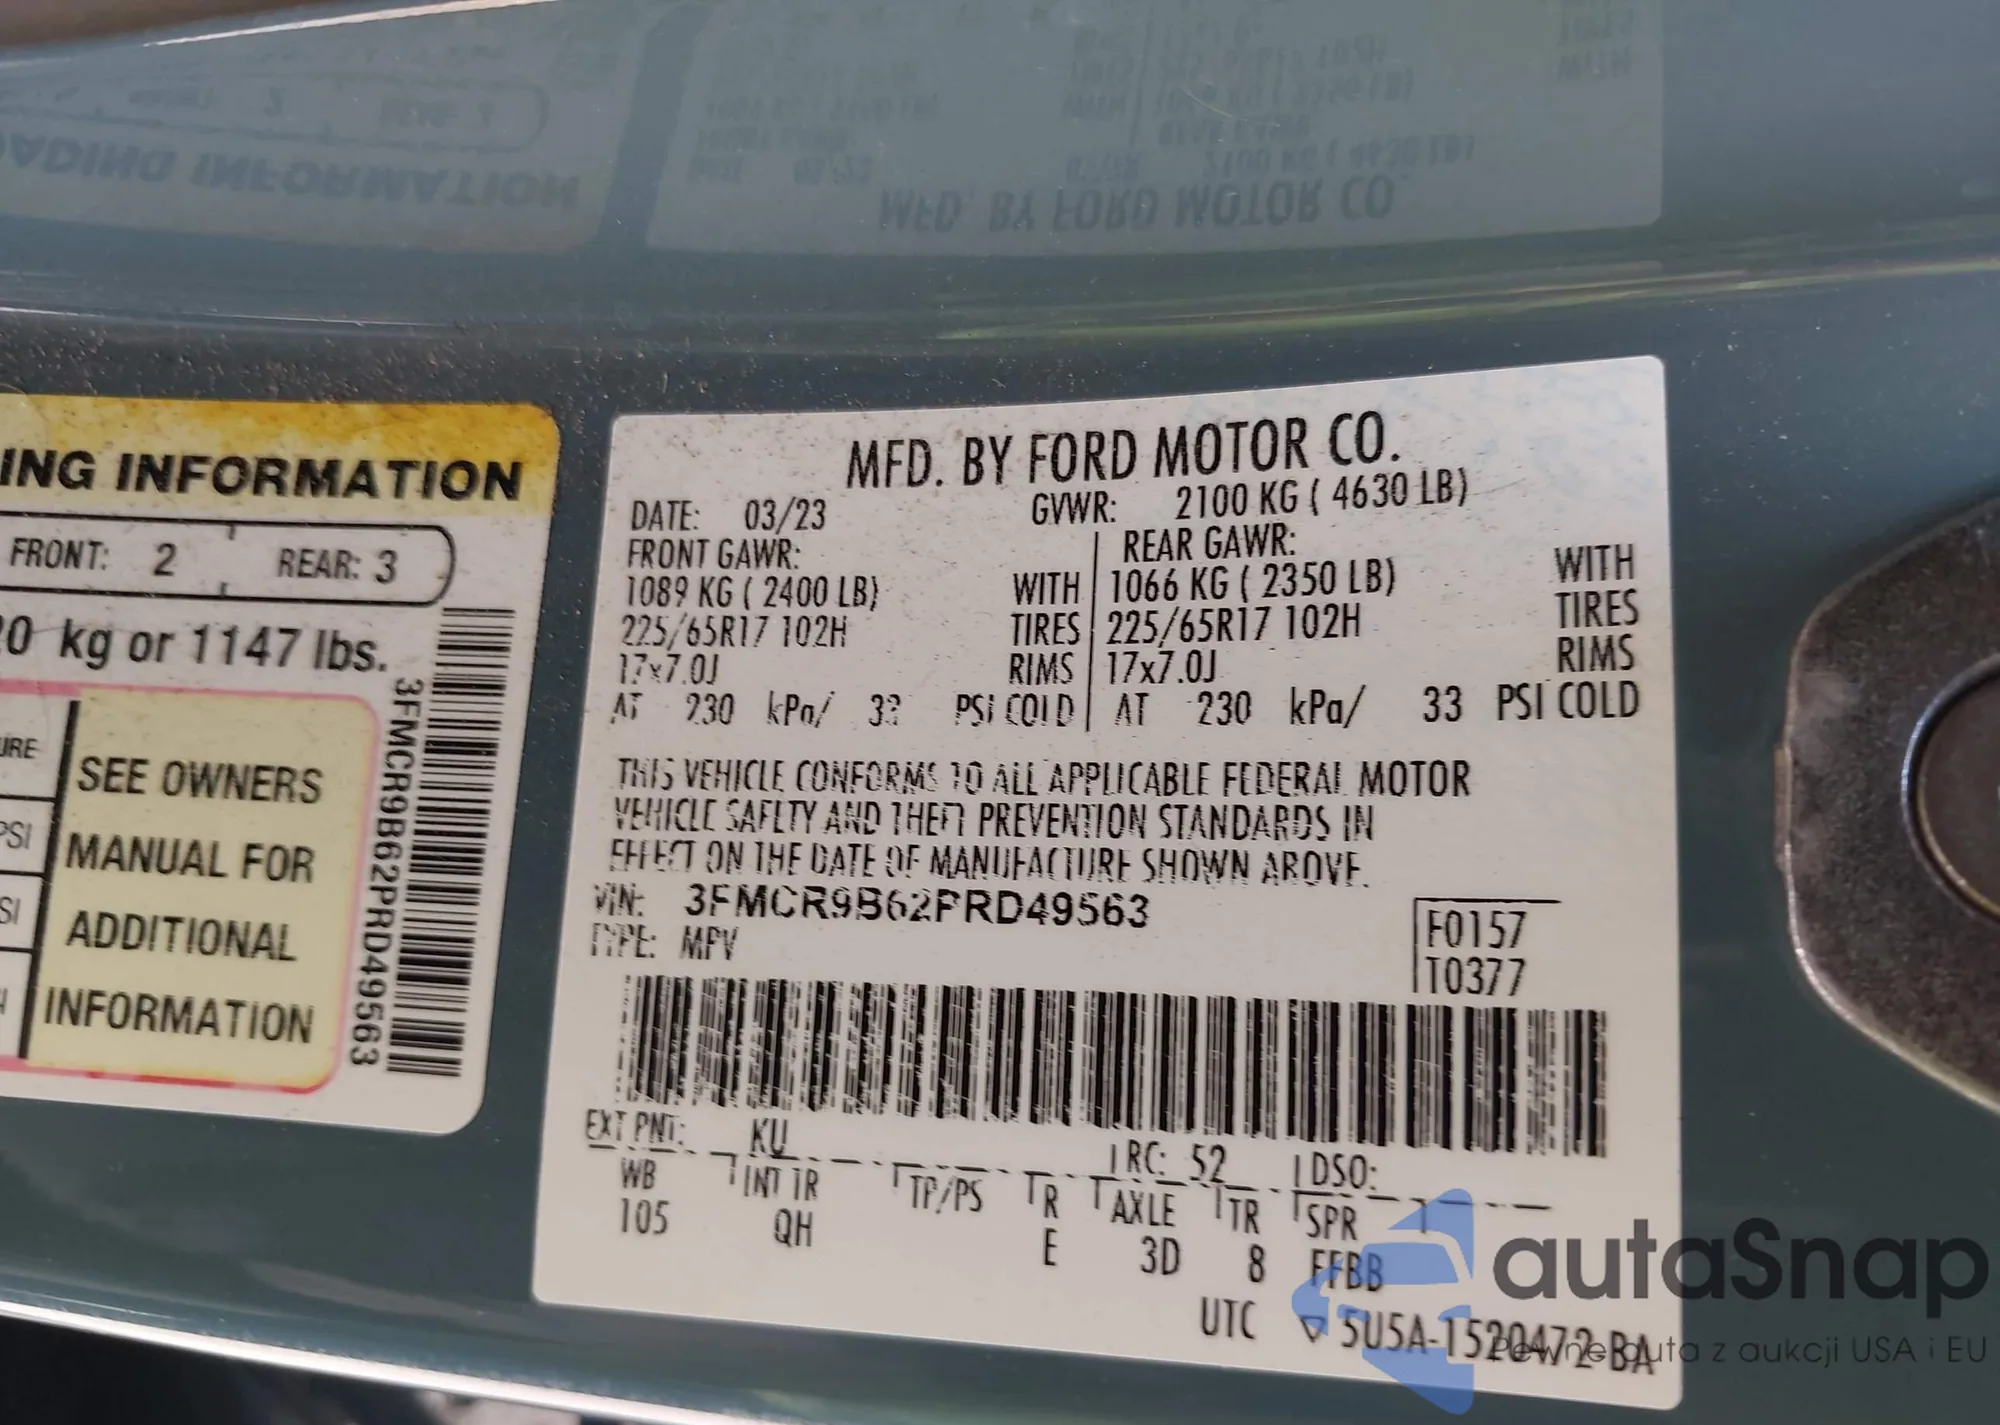 ING INFORMATION
FRONT: 2 REAR: 3
0 kg or 1147 lbs.
3FMCR9B62PRD49563
URE
PSI
SI
SEE OWNERS
MANUAL FOR
ADDITIONAL
INFORMATION
MFD. BY FORD MOTOR CO.
DATE: 03/23 GVWR: 2100 KG ( 4630 LB)
FRONT GAWR: REAR GAWR:
1089 KG ( 2400 LB) WITH 1066 KG ( 2350 LB) WITH
225/65R17 102H TIRES 225/65R17 102H TIRES
17x7.0J RIMS 17x7.0J RIMS
AT 230 kPa/ 33 PSI COLD AT 230 kPa/ 33 PSI COLD
THIS VEHICLE CONFORMS TO ALL APPLICABLE FEDERAL MOTOR
VEHICLE SAFETY AND THEFT PREVENTION STANDARDS IN
EFFECT ON THE DATE OF MANUFACTURE SHOWN ABOVE.
VIN: 3FMCR9B62PRD49563
TYPE: MPV
F0157
T0377
EXT PNT: KU RC: 52 DSO:
WB INT TR TP/PS R AXLE TR SPR
105 QH E 3D 8 FFBB
UTC ▽ 5U5A-1520472-BA
autaSnap
Pewne auta z aukcji USA i EU